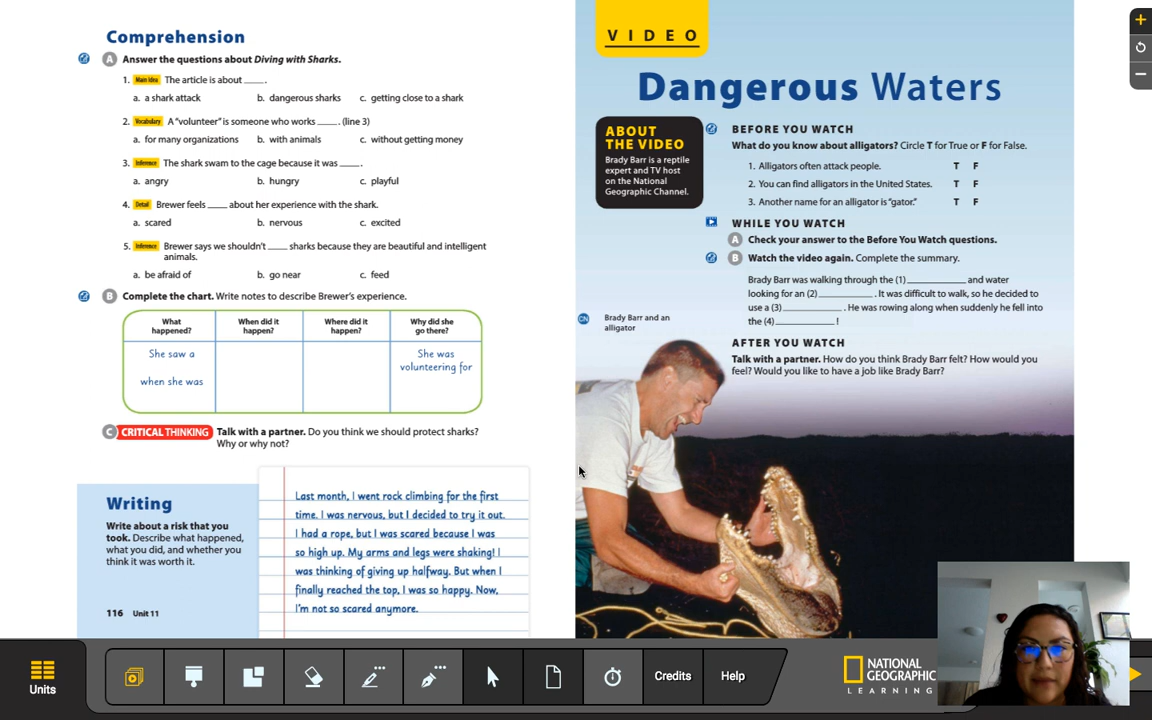 Comprehension
A Answer the questions about Diving with Sharks.
1. Main Idea The article is about ____.
a. a shark attack b. dangerous sharks c. getting close to a shark
2. Vocabulary A "volunteer" is someone who works ____. (line 3)
a. for many organizations b. with animals c. without getting money
3. Inference The shark swam to the cage because it was ____.
a. angry b. hungry c. playful
4. Detail Brewer feels ____ about her experience with the shark.
a. scared b. nervous c. excited
5. Inference Brewer says we shouldn't ____ sharks because they are beautiful and intelligent
animals.
a. be afraid of b. go near c. feed
B Complete the chart. Write notes to describe Brewer's experience.
What
happened?
When did it
happen?
Where did it
happen?
Why did she
go there?
She saw a
when she was
She was
volunteering for
C CRITICAL THINKING Talk with a partner. Do you think we should protect sharks?
Why or why not?
Writing
Write about a risk that you
took. Describe what happened,
what you did, and whether you
think it was worth it.
Last month, I went rock climbing for the first
time. I was nervous, but I decided to try it out.
I had a rope, but I was scared because I was
so high up. My arms and legs were shaking! I
was thinking of giving up halfway. But when I
finally reached the top, I was so happy. Now,
I'm not so scared anymore.
116 Unit 11
VIDEO
Dangerous Waters
ABOUT
THE VIDEO
Brady Barr is a reptile
expert and TV host
on the National
Geographic Channel.
BEFORE YOU WATCH
What do you know about alligators? Circle T for True or F for False.
1. Alligators often attack people. T F
2. You can find alligators in the United States. T F
3. Another name for an alligator is "gator." T F
WHILE YOU WATCH
A Check your answer to the Before You Watch questions.
B Watch the video again. Complete the summary.
Brady Barr was walking through the (1) ____________ and water
looking for an (2) ____________. It was difficult to walk, so he decided to
use a (3) ____________. He was rowing along when suddenly he fell into
the (4) ____________!
CN Brady Barr and an
alligator
AFTER YOU WATCH
Talk with a partner. How do you think Brady Barr felt? How would you
feel? Would you like to have a job like Brady Barr?
Units
Credits
Help
NATIONAL
GEOGRAPHIC
LEARNING